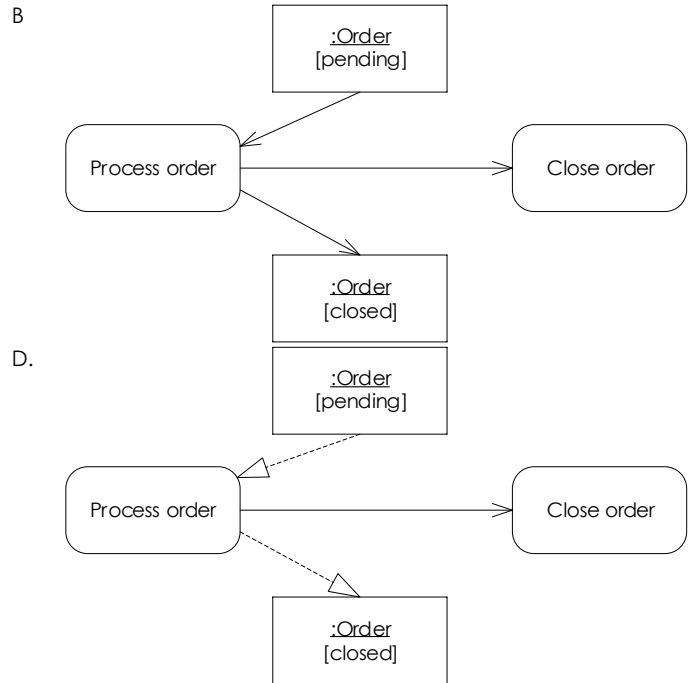 B
:Order
[pending]
Process order
Close order
:Order
[closed]
D.
:Order
[pending]
Process order
Close order
:Order
[closed]